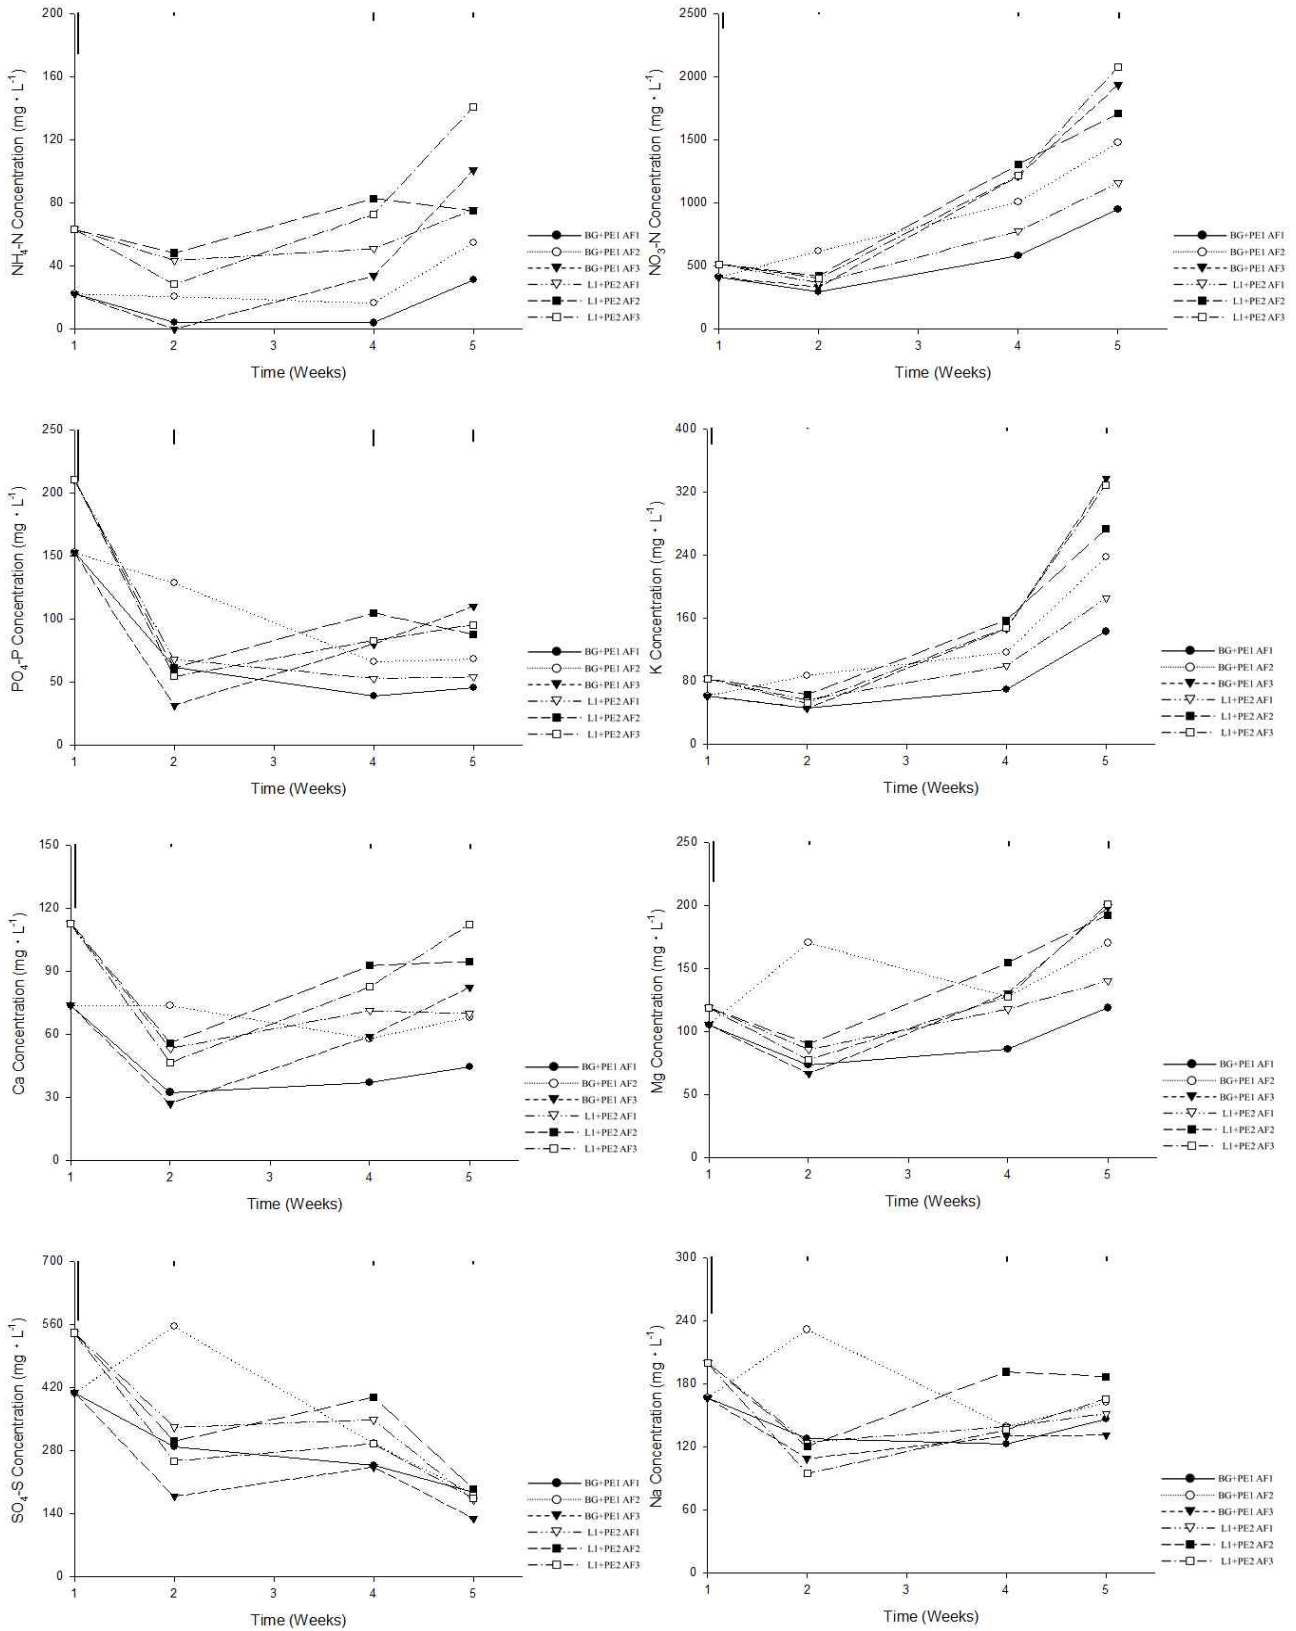 200
160
120
80
40
0
NH4-N Concentration (mg · L-1)
1 2 3 4 5
Time (Weeks)
BG+PE1 AF1
BG+PE1 AF2
BG+PE1 AF3
L1+PE2 AF1
L1+PE2 AF2
L1+PE2 AF3
2500
2000
1500
1000
500
0
NO3-N Concentration (mg · L-1)
1 2 3 4 5
Time (Weeks)
BG+PE1 AF1
BG+PE1 AF2
BG+PE1 AF3
L1+PE2 AF1
L1+PE2 AF2
L1+PE2 AF3
250
200
150
100
50
0
PO4-P Concentration (mg · L-1)
1 2 3 4 5
Time (Weeks)
BG+PE1 AF1
BG+PE1 AF2
BG+PE1 AF3
L1+PE2 AF1
L1+PE2 AF2
L1+PE2 AF3
400
320
240
160
80
0
K Concentration (mg · L-1)
1 2 3 4 5
Time (Weeks)
BG+PE1 AF1
BG+PE1 AF2
BG+PE1 AF3
L1+PE2 AF1
L1+PE2 AF2
L1+PE2 AF3
150
120
90
60
30
0
Ca Concentration (mg · L-1)
1 2 3 4 5
Time (Weeks)
BG+PE1 AF1
BG+PE1 AF2
BG+PE1 AF3
L1+PE2 AF1
L1+PE2 AF2
L1+PE2 AF3
250
200
150
100
50
0
Mg Concentration (mg · L-1)
1 2 3 4 5
Time (Weeks)
BG+PE1 AF1
BG+PE1 AF2
BG+PE1 AF3
L1+PE2 AF1
L1+PE2 AF2
L1+PE2 AF3
700
560
420
280
140
0
SO4-S Concentration (mg · L-1)
1 2 3 4 5
Time (Weeks)
BG+PE1 AF1
BG+PE1 AF2
BG+PE1 AF3
L1+PE2 AF1
L1+PE2 AF2
L1+PE2 AF3
300
240
180
120
60
0
Na Concentration (mg · L-1)
1 2 3 4 5
Time (Weeks)
BG+PE1 AF1
BG+PE1 AF2
BG+PE1 AF3
L1+PE2 AF1
L1+PE2 AF2
L1+PE2 AF3